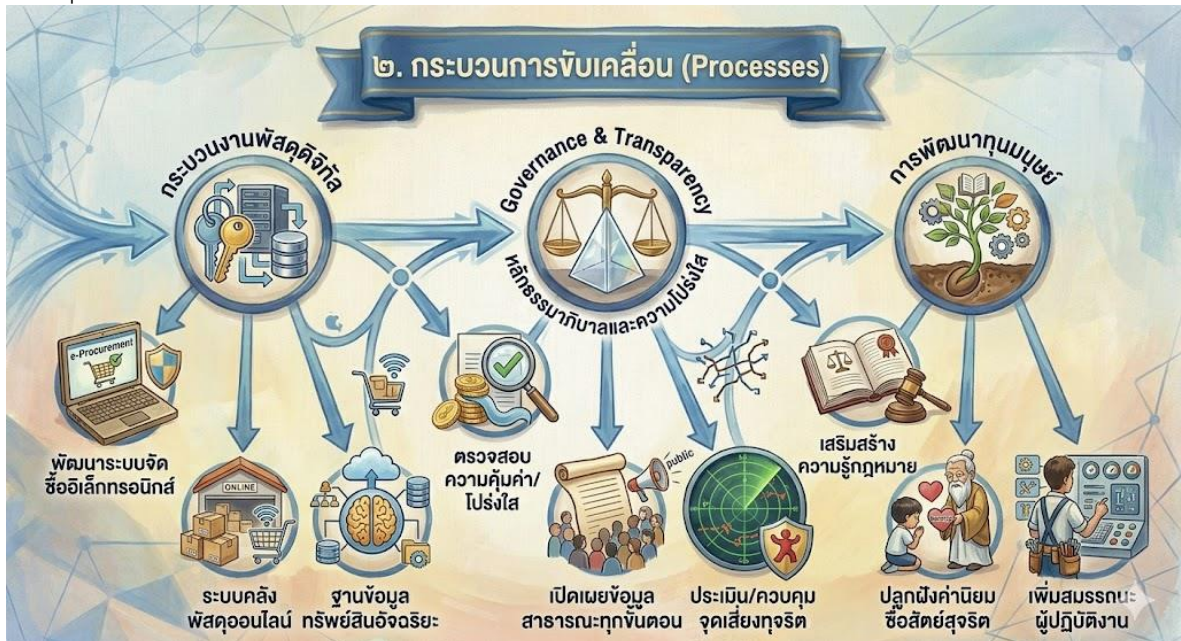 ๒. กระบวนการขับเคลื่อน (Processes)
กระบวนงานพัสดุดิจิทัล
Governance & Transparency
หลักธรรมาภิบาลและความโปร่งใส
การพัฒนาทุนมนุษย์
e-Procurement
พัฒนาระบบจัด
ซื้ออิเล็กทรอนิกส์
ONLINE
ระบบคลัง
พัสดุออนไลน์
ฐานข้อมูล
ทรัพย์สินอัจฉริยะ
ตรวจสอบ
ความคุ้มค่า/
โปร่งใส
public
เปิดเผยข้อมูล
สาธารณะทุกขั้นตอน
ประเมิน/ควบคุม
จุดเสี่ยงทุจริต
เสริมสร้าง
ความรู้กฎหมาย
ปลูกฝังค่านิยม
ซื่อสัตย์สุจริต
เพิ่มสมรรถนะ
ผู้ปฏิบัติงาน